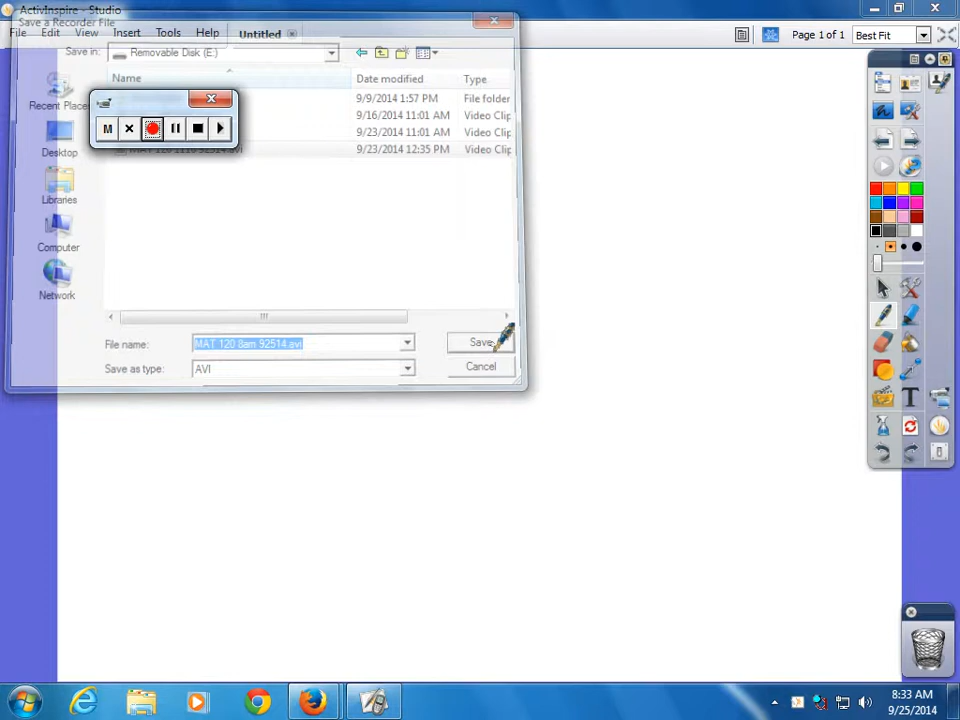 ActivInspire - Studio
Save a Recorder File
File Edit View Insert Tools Help Untitled
Page 1 of 1 Best Fit
Save in: Removable Disk (E:)
Name Date modified Type
9/9/2014 1:57 PM File folder
9/16/2014 11:01 AM Video Clip
9/23/2014 11:01 AM Video Clip
9/23/2014 12:35 PM Video Clip
Recent Places
M
Desktop
Libraries
Computer
Network
File name: MAT 120 8am 92514.avi Save
Save as type: AVI Cancel
T
8:33 AM
9/25/2014